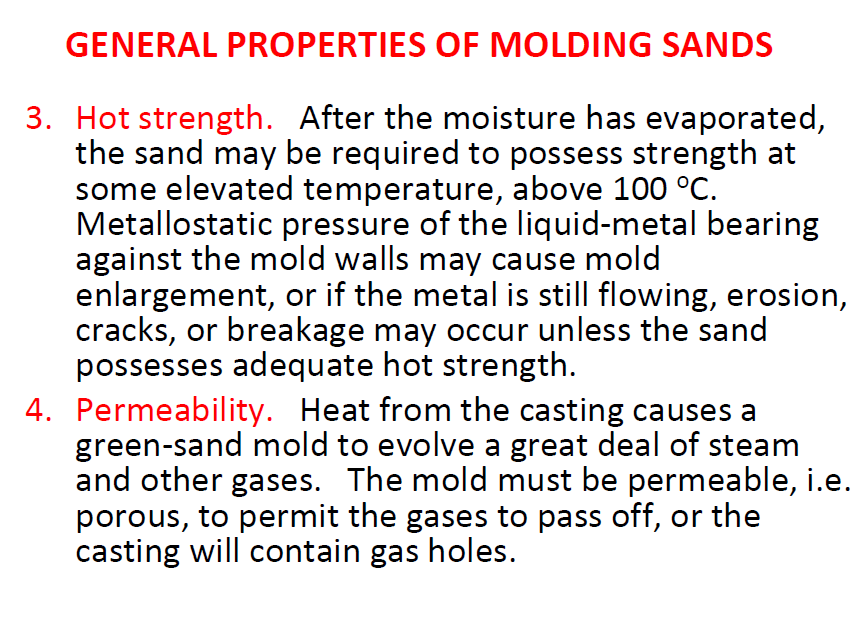 GENERAL PROPERTIES OF MOLDING SANDS
3. Hot strength. After the moisture has evaporated,
the sand may be required to possess strength at
some elevated temperature, above 100 ºC.
Metallostatic pressure of the liquid-metal bearing
against the mold walls may cause mold
enlargement, or if the metal is still flowing, erosion,
cracks, or breakage may occur unless the sand
possesses adequate hot strength.
4. Permeability. Heat from the casting causes a
green-sand mold to evolve a great deal of steam
and other gases. The mold must be permeable, i.e.
porous, to permit the gases to pass off, or the
casting will contain gas holes.